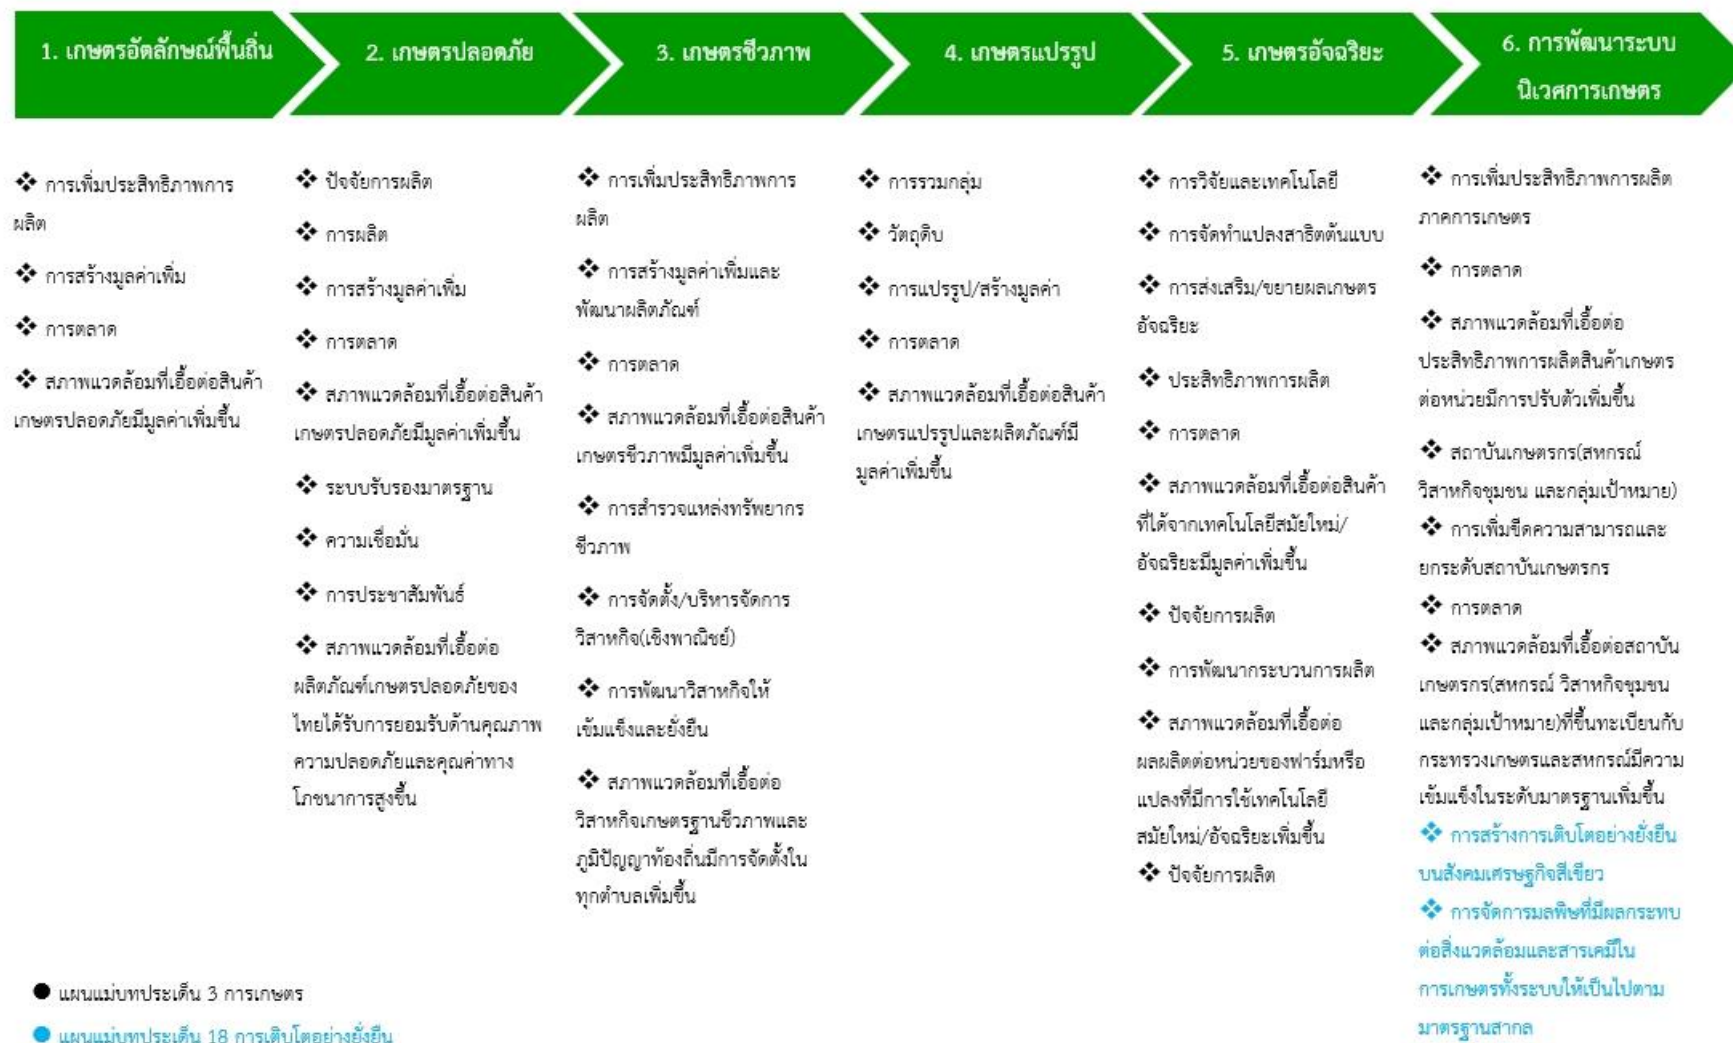 1. เกษตรอัตลักษณ์พื้นถิ่น
2. เกษตรปลอดภัย
3. เกษตรชีวภาพ
4. เกษตรแปรรูป
5. เกษตรอัจฉริยะ
6. การพัฒนาระบบ
นิเวศการเกษตร
❖ การเพิ่มประสิทธิภาพการ
ผลิต
❖ การสร้างมูลค่าเพิ่ม
❖ การตลาด
❖ สภาพแวดล้อมที่เอื้อต่อสินค้า
เกษตรปลอดภัยมีมูลค่าเพิ่มขึ้น
❖ ปัจจัยการผลิต
❖ การผลิต
❖ การสร้างมูลค่าเพิ่ม
❖ การตลาด
❖ สภาพแวดล้อมที่เอื้อต่อสินค้า
เกษตรปลอดภัยมีมูลค่าเพิ่มขึ้น
❖ ระบบรับรองมาตรฐาน
❖ ความเชื่อมั่น
❖ การประชาสัมพันธ์
❖ สภาพแวดล้อมที่เอื้อต่อ
ผลิตภัณฑ์เกษตรปลอดภัยของ
ไทยได้รับการยอมรับด้านคุณภาพ
ความปลอดภัยและคุณค่าทาง
โภชนาการสูงขึ้น
❖ การเพิ่มประสิทธิภาพการ
ผลิต
❖ การสร้างมูลค่าเพิ่มและ
พัฒนาผลิตภัณฑ์
❖ การตลาด
❖ สภาพแวดล้อมที่เอื้อต่อสินค้า
เกษตรชีวภาพมีมูลค่าเพิ่มขึ้น
❖ การสำรวจแหล่งทรัพยากร
ชีวภาพ
❖ การจัดตั้ง/บริหารจัดการ
วิสาหกิจ(เชิงพาณิชย์)
❖ การพัฒนาวิสาหกิจให้
เข้มแข็งและยั่งยืน
❖ สภาพแวดล้อมที่เอื้อต่อ
วิสาหกิจเกษตรฐานชีวภาพและ
ภูมิปัญญาท้องถิ่นมีการจัดตั้งใน
ทุกตำบลเพิ่มขึ้น
❖ การรวมกลุ่ม
❖ วัตถุดิบ
❖ การแปรรูป/สร้างมูลค่า
❖ การตลาด
❖ สภาพแวดล้อมที่เอื้อต่อสินค้า
เกษตรแปรรูปและผลิตภัณฑ์มี
มูลค่าเพิ่มขึ้น
❖ การวิจัยและเทคโนโลยี
❖ การจัดทำแปลงสาธิตต้นแบบ
❖ การส่งเสริม/ขยายผลเกษตร
อัจฉริยะ
❖ ประสิทธิภาพการผลิต
❖ การตลาด
❖ สภาพแวดล้อมที่เอื้อต่อสินค้า
ที่ได้จากเทคโนโลยีสมัยใหม่/
อัจฉริยะมีมูลค่าเพิ่มขึ้น
❖ ปัจจัยการผลิต
❖ การพัฒนากระบวนการผลิต
❖ สภาพแวดล้อมที่เอื้อต่อ
ผลผลิตต่อหน่วยของฟาร์มหรือ
แปลงที่มีการใช้เทคโนโลยี
สมัยใหม่/อัจฉริยะเพิ่มขึ้น
❖ ปัจจัยการผลิต
❖ การเพิ่มประสิทธิภาพการผลิต
ภาคการเกษตร
❖ การตลาด
❖ สภาพแวดล้อมที่เอื้อต่อ
ประสิทธิภาพการผลิตสินค้าเกษตร
ต่อหน่วยมีการปรับตัวเพิ่มขึ้น
❖ สถาบันเกษตรกร(สหกรณ์
วิสาหกิจชุมชน และกลุ่มเป้าหมาย)
❖ การเพิ่มขีดความสามารถและ
ยกระดับสถาบันเกษตรกร
❖ การตลาด
❖ สภาพแวดล้อมที่เอื้อต่อสถาบัน
เกษตรกร(สหกรณ์ วิสาหกิจชุมชน
และกลุ่มเป้าหมาย)ที่ขึ้นทะเบียนกับ
กระทรวงเกษตรและสหกรณ์มีความ
เข้มแข็งในระดับมาตรฐานเพิ่มขึ้น
❖ การสร้างการเติบโตอย่างยั่งยืน
บนสังคมเศรษฐกิจสีเขียว
❖ การจัดการมลพิษที่มีผลกระทบ
ต่อสิ่งแวดล้อมและสารเคมีใน
การเกษตรทั้งระบบให้เป็นไปตาม
มาตรฐานสากล
● แผนแม่บทประเด็น 3 การเกษตร
● แผนแม่บทประเด็น 18 การเติบโตอย่างยั่งยืน